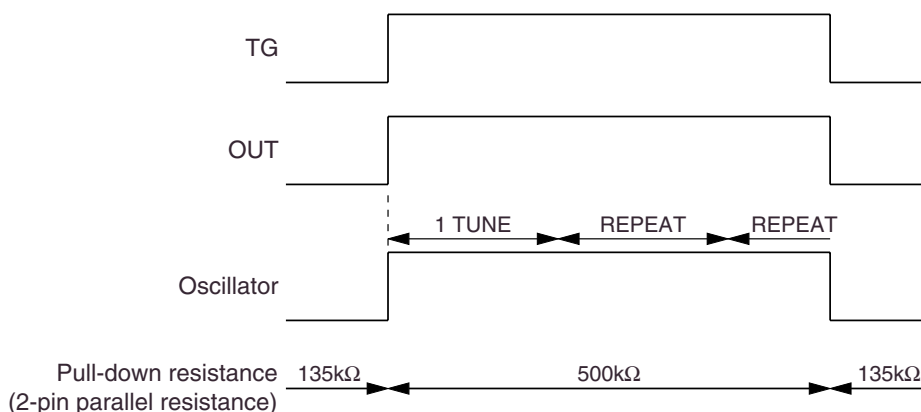 TG
OUT
1 TUNE REPEAT REPEAT
Oscillator
Pull-down resistance 135kΩ 500kΩ 135kΩ
(2-pin parallel resistance)